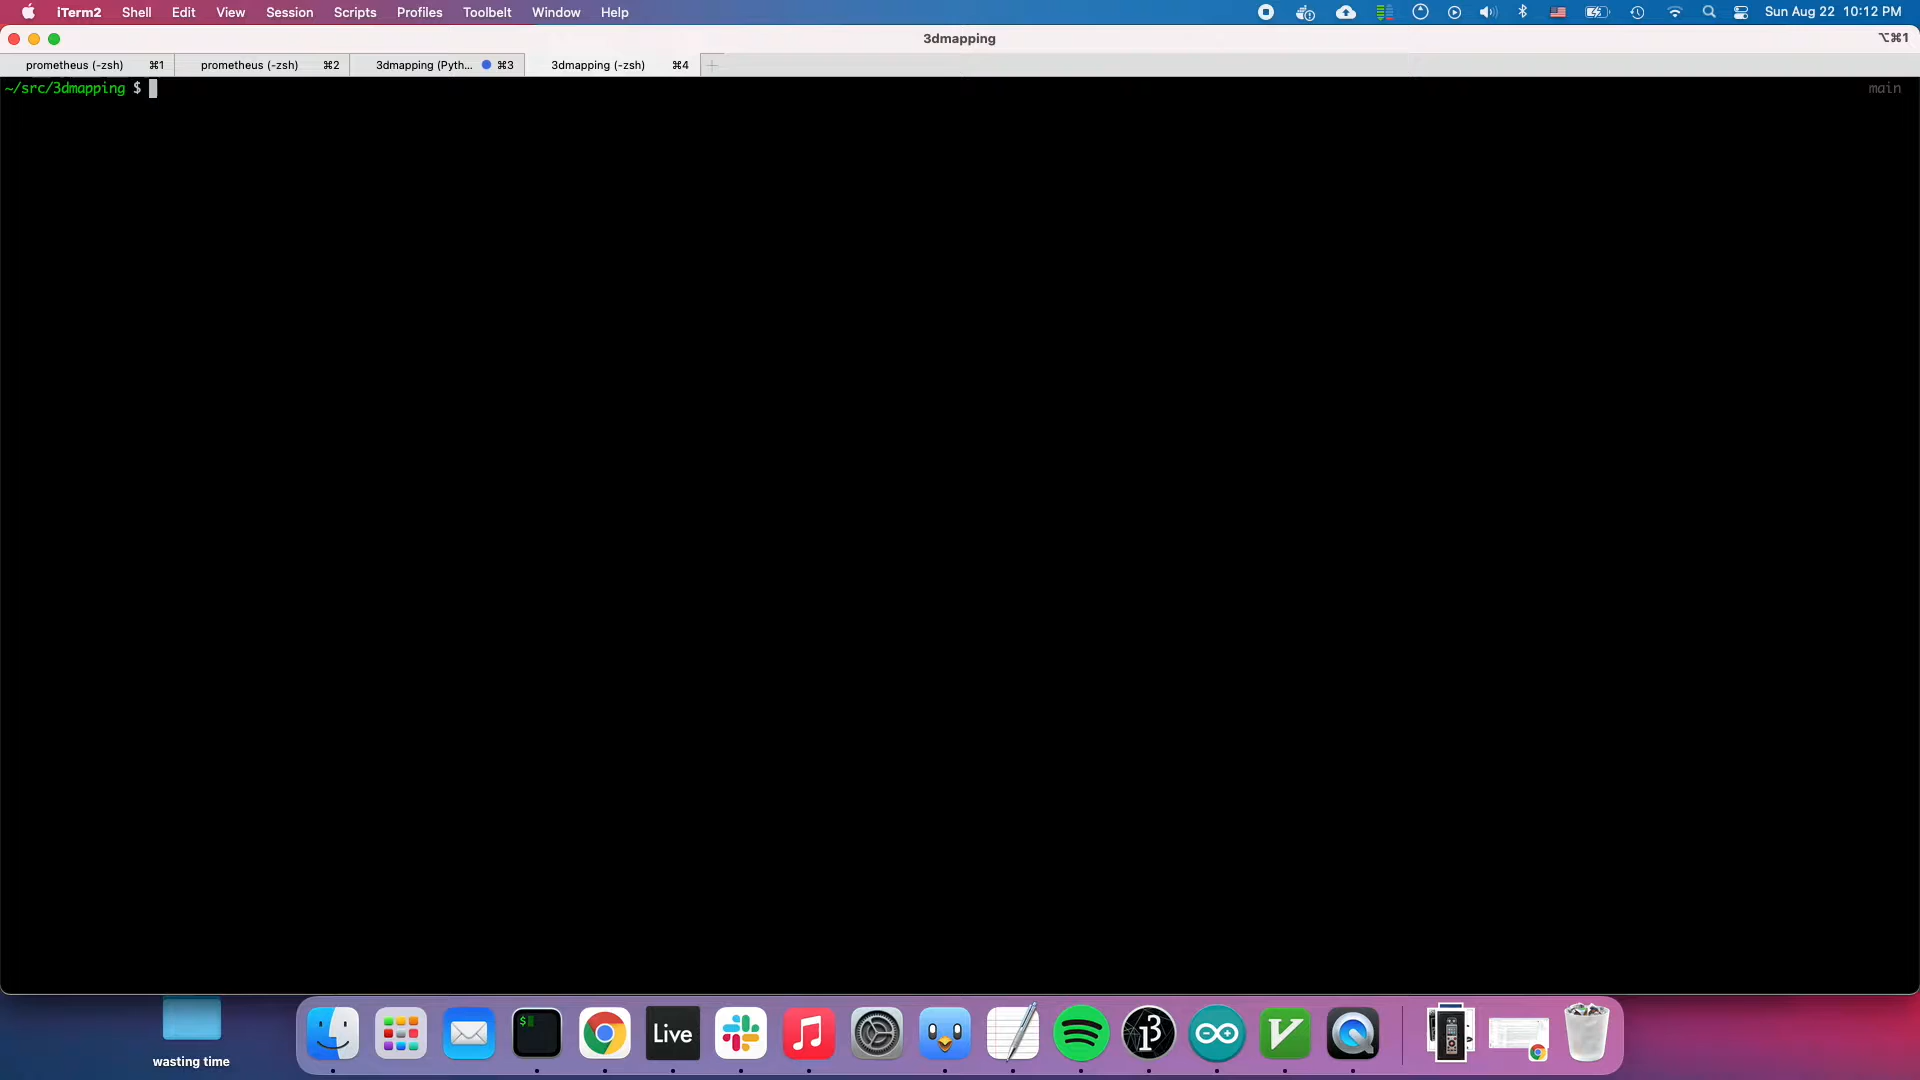 iTerm2 Shell Edit View Session Scripts Profiles Toolbelt Window Help Sun Aug 22 10:12 PM
3dmapping ⌥⌘1
prometheus (-zsh) ⌘1 prometheus (-zsh) ⌘2 3dmapping (Pyth... ⌘3 3dmapping (-zsh) ⌘4
~/src/3dmapping $ main
$ Live
wasting time